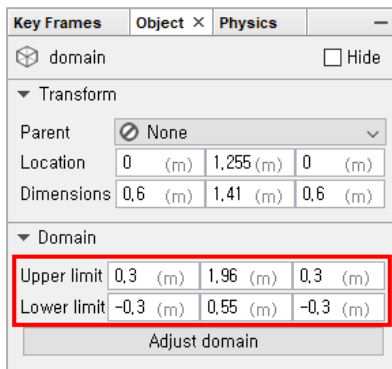 Key Frames Object × Physics
domain Hide
Transform
Parent None
Location 0 (m) 1,255 (m) 0 (m)
Dimensions 0,6 (m) 1,41 (m) 0,6 (m)
Domain
Upper limit 0,3 (m) 1,96 (m) 0,3 (m)
Lower limit -0,3 (m) 0,55 (m) -0,3 (m)
Adjust domain